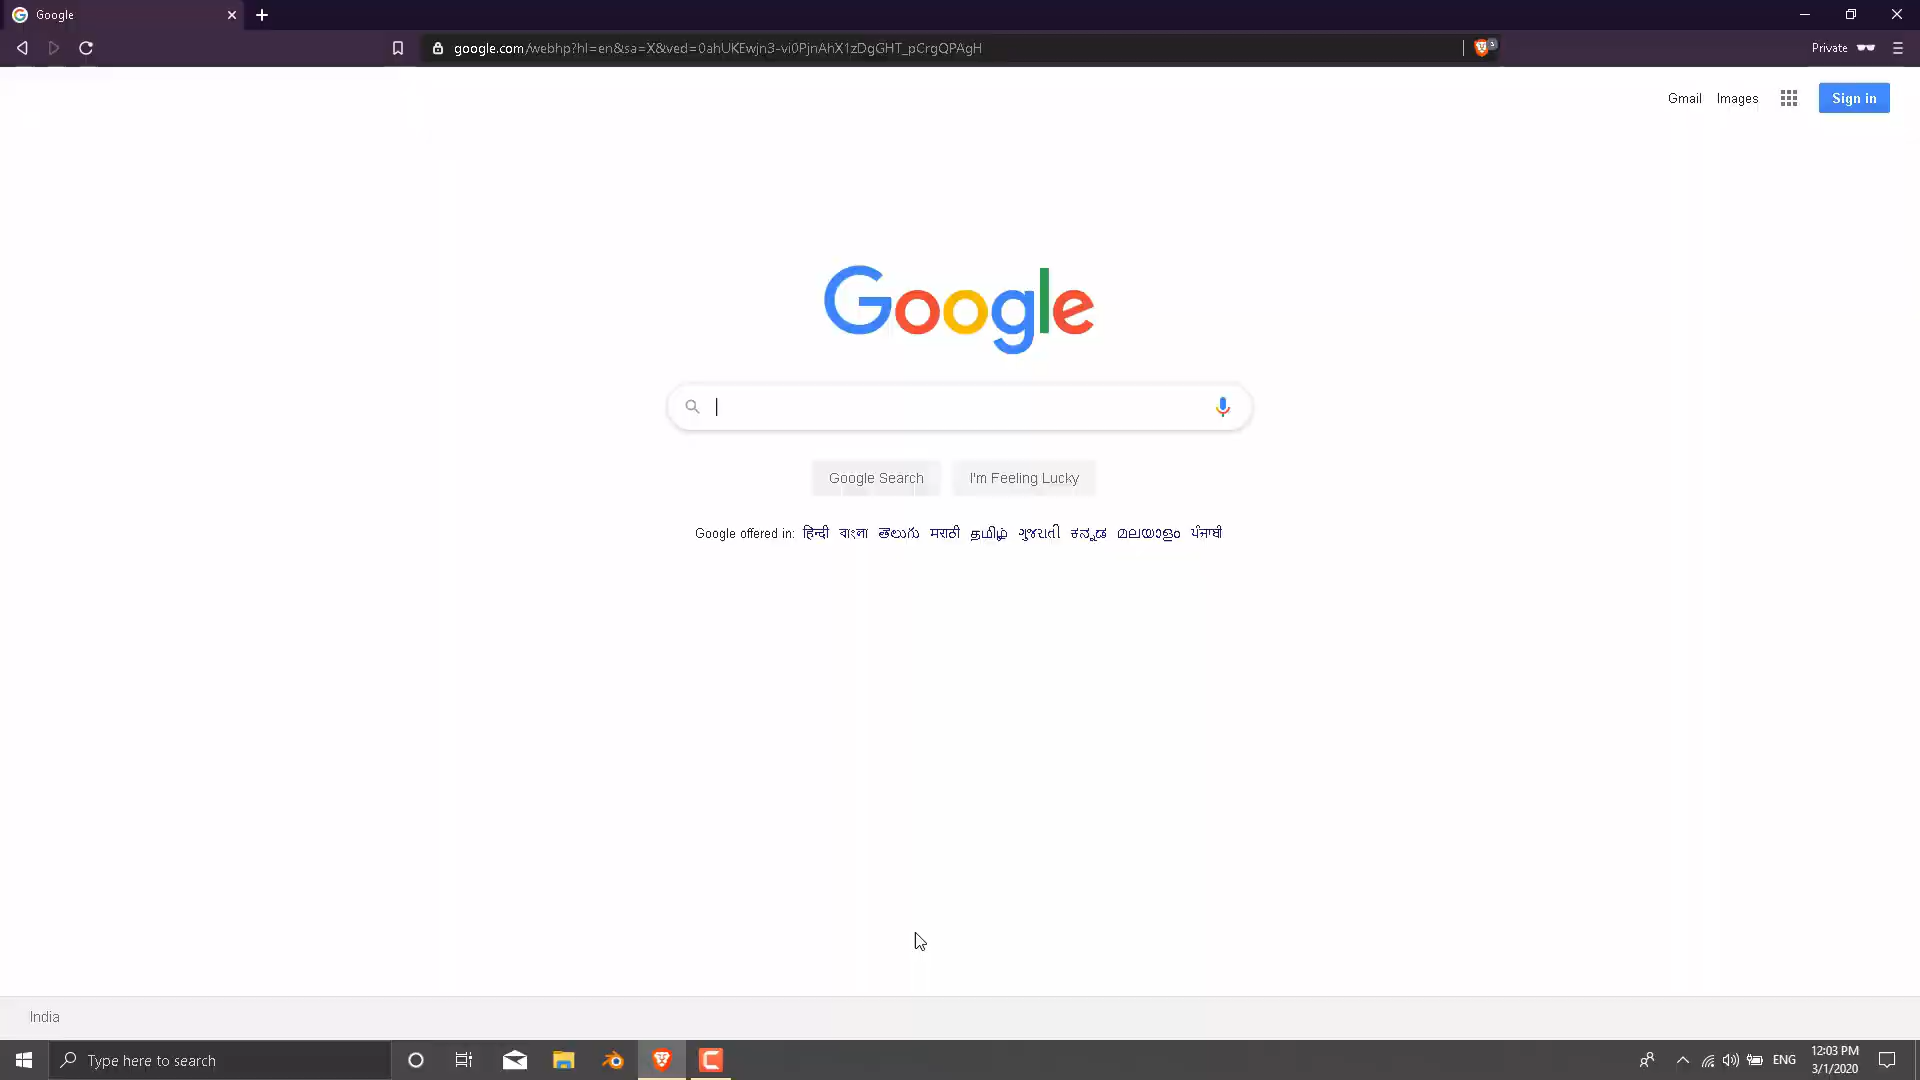 Google
google.com/webhp?hl=en&sa=X&ved=0ahUKEwjn3-vi0PjnAhX1zDgGHT_pCrgQPAgH
Private
Gmail Images Sign in
Google
Google Search I'm Feeling Lucky
Google offered in: हिन्दी বাংলা తెలుగు मराठी தமிழ் ગુજરાતી ಕನ್ನಡ മലയാളം ਪੰਜਾਬੀ
India
Type here to search
ENG
12:03 PM
3/1/2020